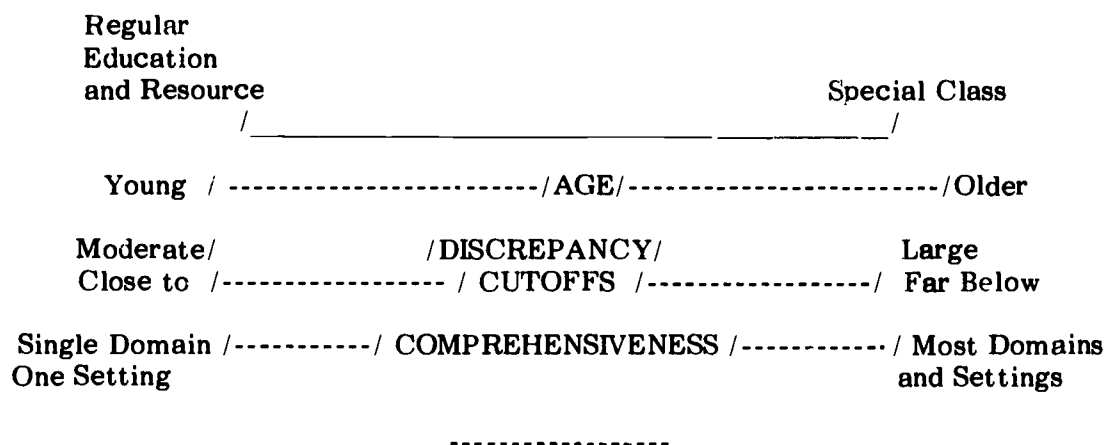 Regular
Education
and Resource Special Class
/______________________________/
Young / -------------------------/AGE/-------------------------/Older
Moderate/ /DISCREPANCY/ Large
Close to /------------------ / CUTOFFS /------------------/ Far Below
Single Domain /-----------/ COMPREHENSIVENESS /------------ / Most Domains
One Setting and Settings
------------------